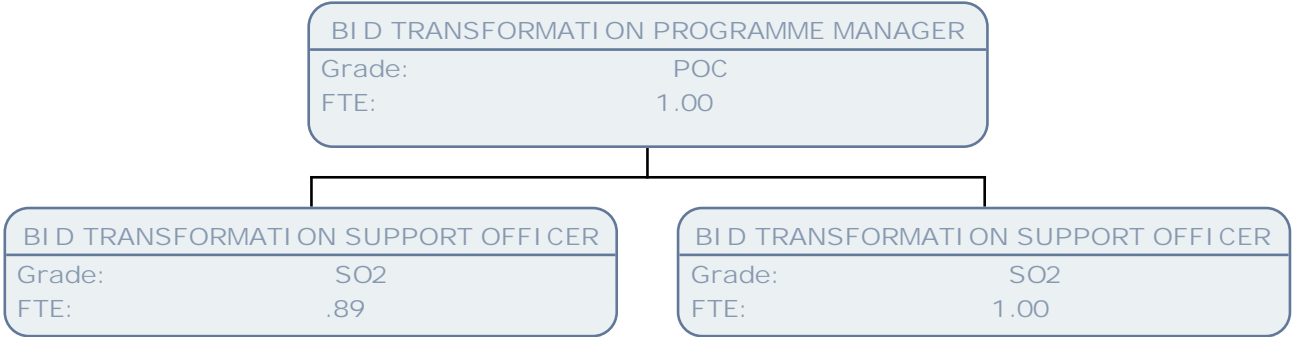 BID TRANSFORMATION PROGRAMME MANAGER
Grade: POC
FTE: 1.00
BID TRANSFORMATION SUPPORT OFFICER
Grade: SO2
FTE: .89
BID TRANSFORMATION SUPPORT OFFICER
Grade: SO2
FTE: 1.00